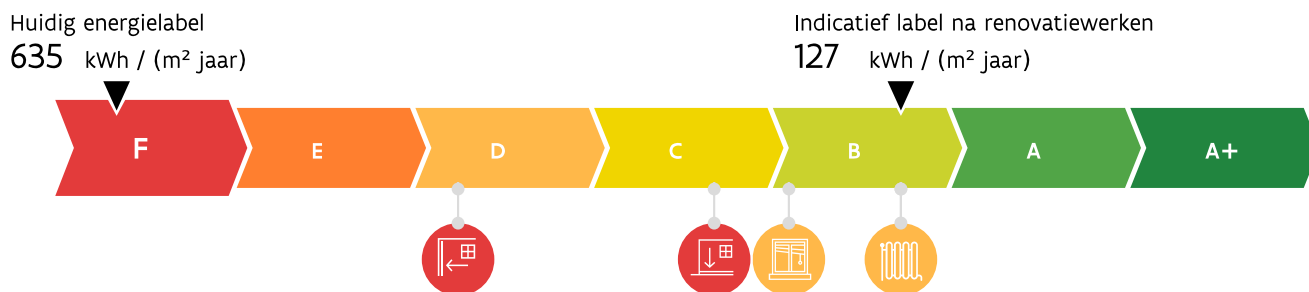 Huidig energielabel
635 kWh / (m² jaar)
Indicatief label na renovatiewerken
127 kWh / (m² jaar)
F E D C B A A+